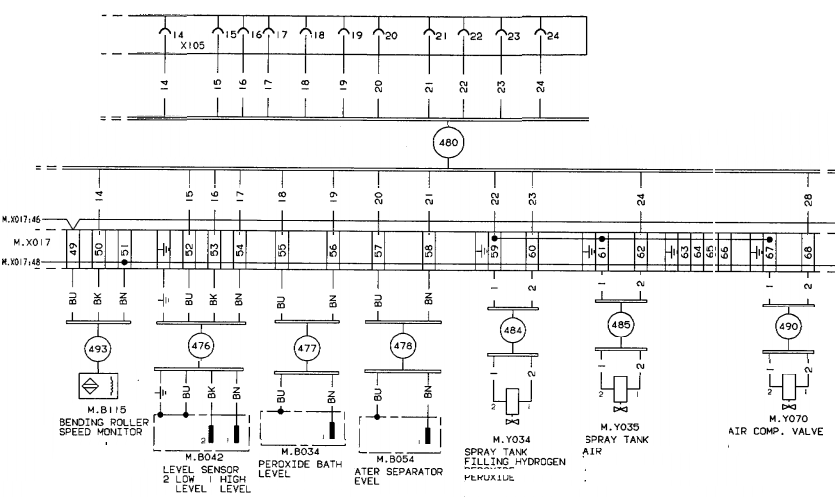 14 15 16 17 18 19 20 21 22 23 24
X105
14 15 16 17 18 19 20 21 22 23 24
480
14 15 16 17 18 19 20 21 22 23 24 28
M.X017:46
M.X017 49 50 51 52 53 54 55 56 57 58 59 60 61 62 63 64 65 66 67 68
M.X017:48
BU BK BN BU BK BN BU BN BU BN 1 2 1 2 1 2
493 476 477 478 484 485 490
BU BK BN BU BN BU BN 1 2 1 2 1 2
2 1 1 1 2 1 2 1 2 1
M.B115
BENDING ROLLER
SPEED MONITOR
M.B042
LEVEL SENSOR
2 LOW 1 HIGH
LEVEL LEVEL
M.B034
PEROXIDE BATH
LEVEL
M.B054
ATER SEPARATOR
EVEL
M.Y034
SPRAY TANK
FILLING HYDROGEN
PEROXIDE
M.Y035
SPRAY TANK
AIR
M.Y070
AIR COMP. VALVE